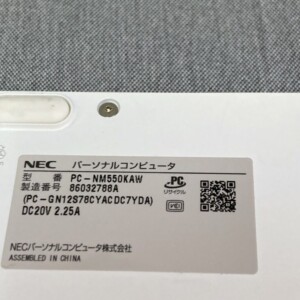 NEC パーソナルコンピュータ
型 番 PC-NM550KAW
製造番号 86032788A
(PC-GN12S78CYACDC7YDA)
DC20V 2.25A
PC
リサイクル
NECパーソナルコンピュータ株式会社
ASSEMBLED IN CHINA